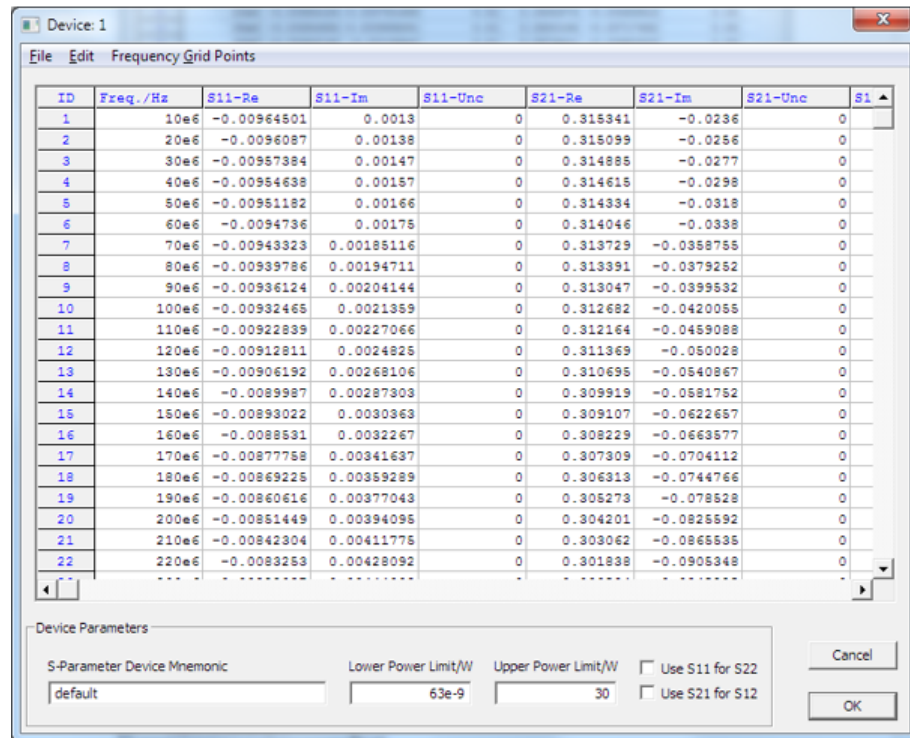 Device: 1
File Edit Frequency Grid Points
ID Freq./Hz S11-Re S11-Im S11-Unc S21-Re S21-Im S21-Unc S1
1 10e6 -0.00964501 0.0013 0 0.315341 -0.0236 0
2 20e6 -0.0096087 0.00138 0 0.315099 -0.0256 0
3 30e6 -0.00957384 0.00147 0 0.314885 -0.0277 0
4 40e6 -0.00954638 0.00157 0 0.314615 -0.0298 0
5 50e6 -0.00951182 0.00166 0 0.314334 -0.0318 0
6 60e6 -0.0094736 0.00175 0 0.314046 -0.0338 0
7 70e6 -0.00943323 0.00185116 0 0.313729 -0.0358755 0
8 80e6 -0.00939786 0.00194711 0 0.313391 -0.0379252 0
9 90e6 -0.00936124 0.00204144 0 0.313047 -0.0399532 0
10 100e6 -0.00932465 0.0021359 0 0.312682 -0.0420055 0
11 110e6 -0.00922839 0.00227066 0 0.312164 -0.0459088 0
12 120e6 -0.00912811 0.0024825 0 0.311369 -0.050028 0
13 130e6 -0.00906192 0.00268106 0 0.310695 -0.0540867 0
14 140e6 -0.0089987 0.00287303 0 0.309919 -0.0581752 0
15 150e6 -0.00893022 0.0030363 0 0.309107 -0.0622657 0
16 160e6 -0.0088531 0.0032267 0 0.308229 -0.0663577 0
17 170e6 -0.00877758 0.00341637 0 0.307309 -0.0704112 0
18 180e6 -0.00869225 0.00359289 0 0.306313 -0.0744766 0
19 190e6 -0.00860616 0.00377043 0 0.305273 -0.078528 0
20 200e6 -0.00851449 0.00394095 0 0.304201 -0.0825592 0
21 210e6 -0.00842304 0.00411775 0 0.303062 -0.0865535 0
22 220e6 -0.0083253 0.00428092 0 0.301838 -0.0905348 0
Device Parameters
S-Parameter Device Mnemonic Lower Power Limit/W Upper Power Limit/W Use S11 for S22 Cancel
default 63e-9 30 Use S21 for S12 OK